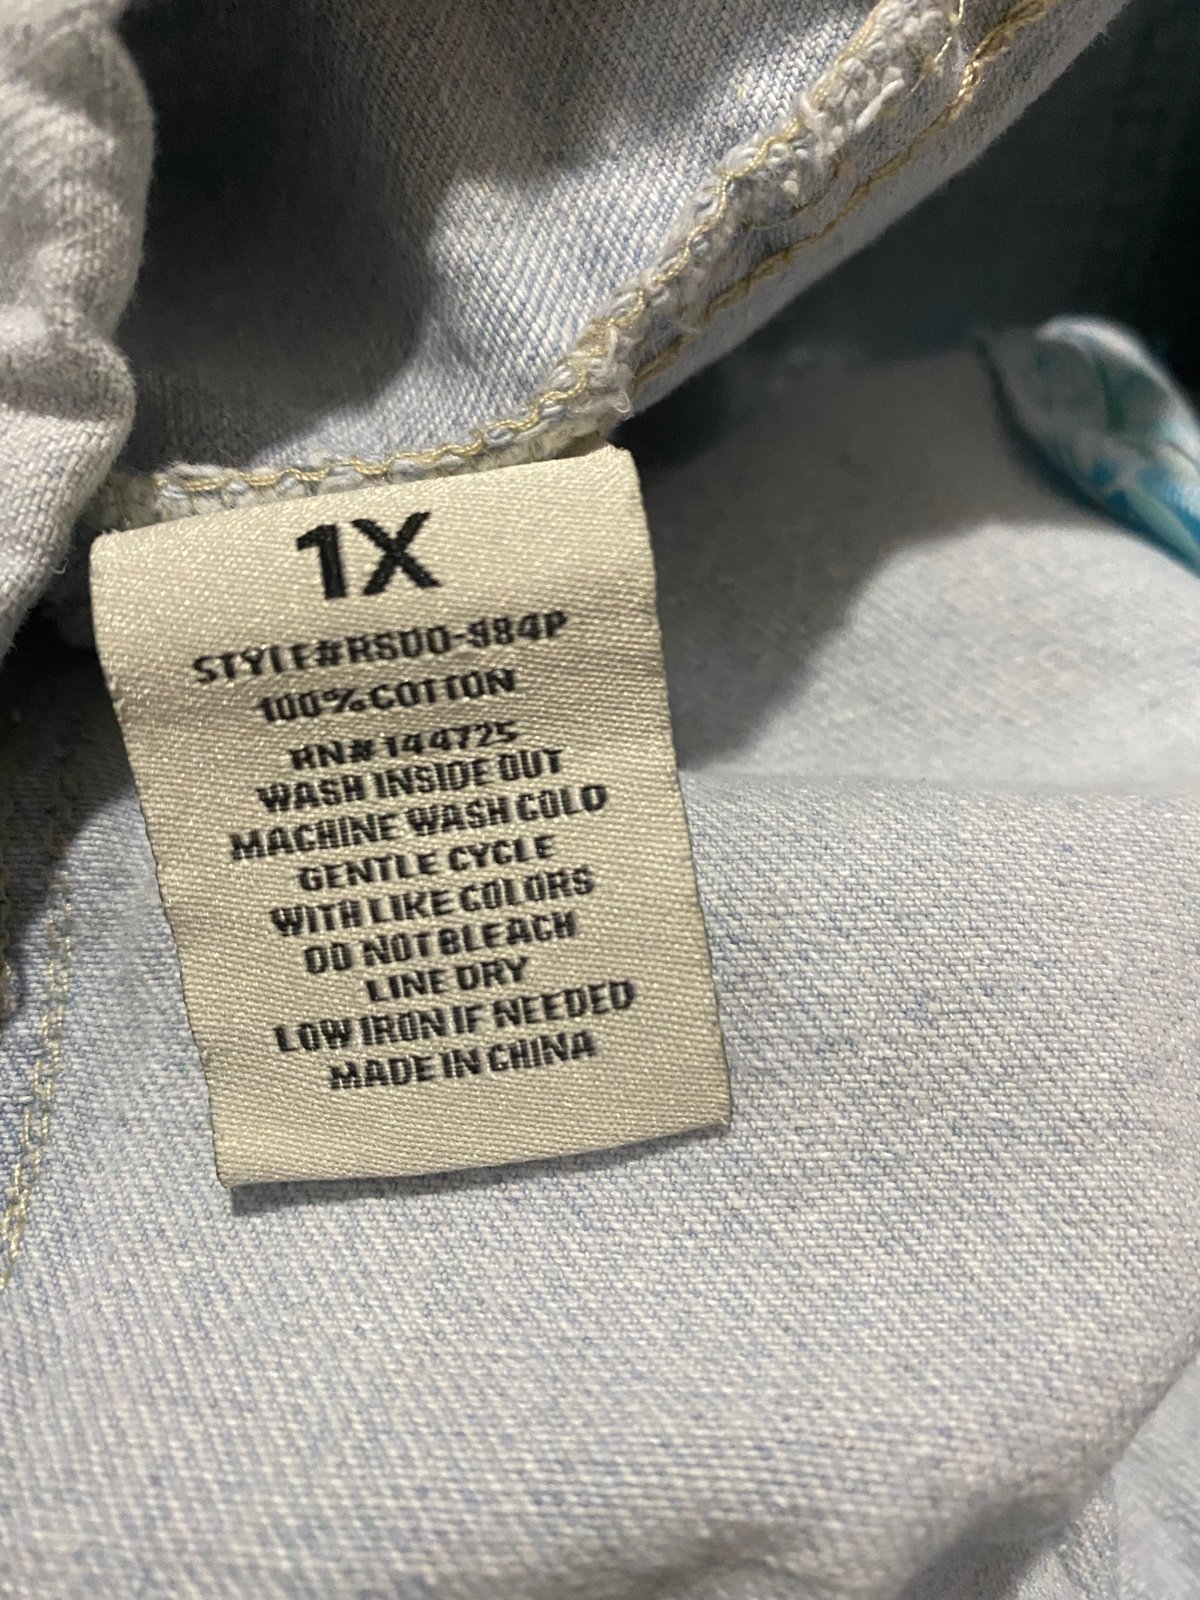 1X
STYLE#RSDO-984P
100%COTTON
RN#144725
WASH INSIDE OUT
MACHINE WASH COLD
GENTLE CYCLE
WITH LIKE COLORS
DO NOT BLEACH
LINE DRY
LOW IRON IF NEEDED
MADE IN CHINA